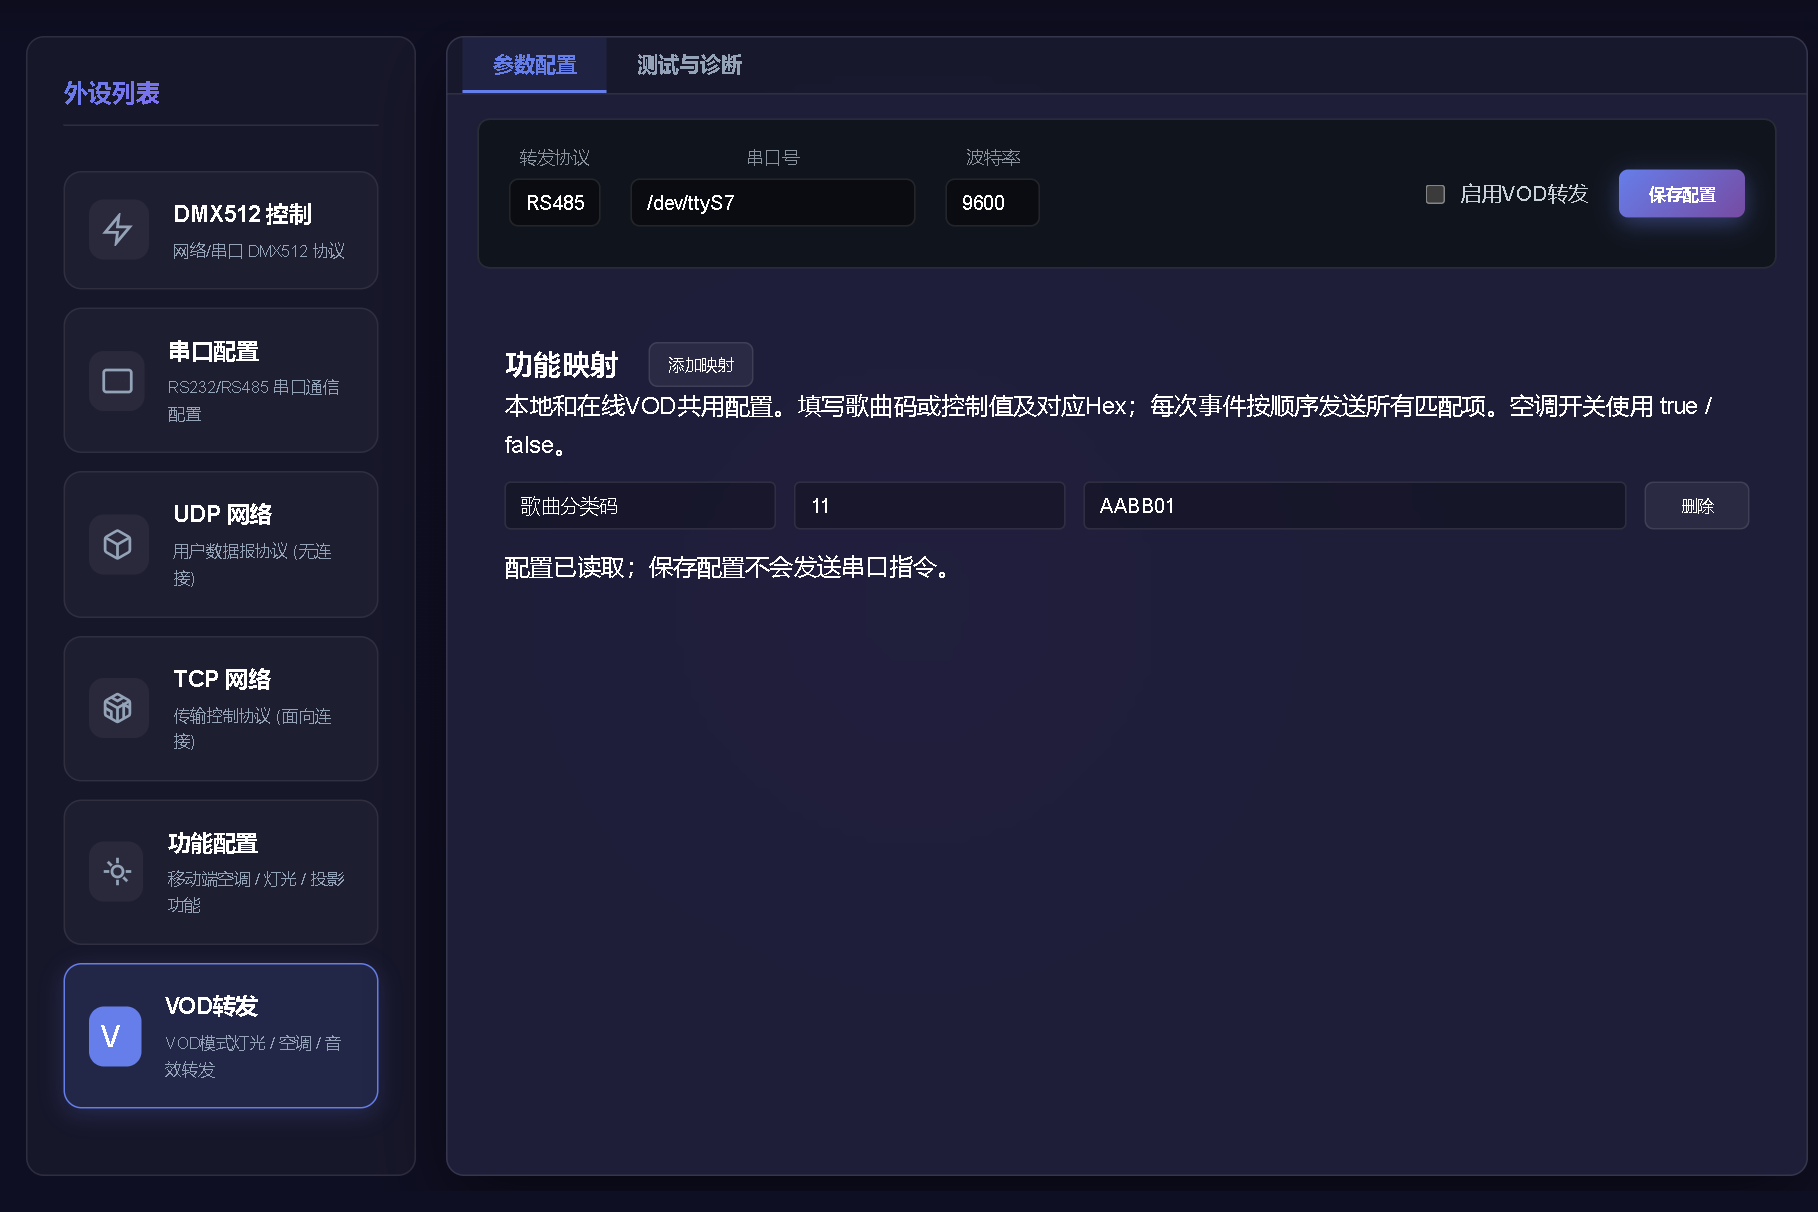 外设列表
DMX512 控制
网络/串口 DMX512 协议
串口配置
RS232/RS485 串口通信
配置
UDP 网络
用户数据报协议 (无连
接)
TCP 网络
传输控制协议 (面向连
接)
功能配置
移动端空调 / 灯光 / 投影
功能
V
VOD转发
VOD模式灯光 / 空调 / 音
效转发
参数配置
测试与诊断
转发协议
串口号
波特率
RS485
/dev/ttyS7
9600
启用VOD转发
保存配置
功能映射
添加映射
本地和在线VOD共用配置。填写歌曲码或控制值及对应Hex；每次事件按顺序发送所有匹配项。空调开关使用 true /
false。
歌曲分类码
11
AABB01
删除
配置已读取；保存配置不会发送串口指令。